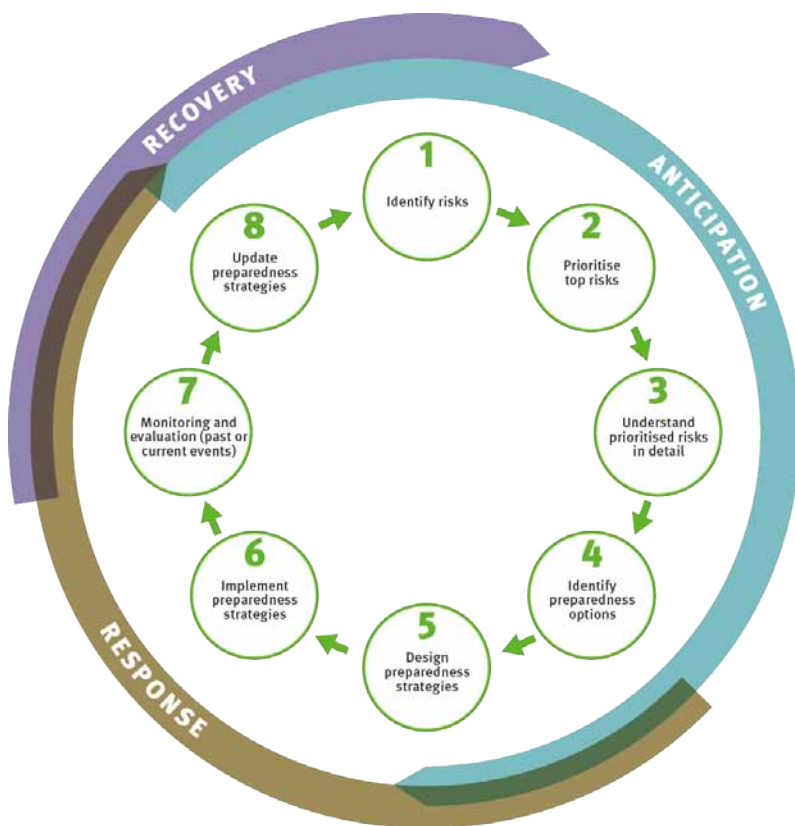 RECOVERY
ANTICIPATION
RESPONSE
1
Identify risks
2
Prioritise
top risks
3
Understand
prioritised risks
in detail
4
Identify
preparedness
options
5
Design
preparedness
strategies
6
Implement
preparedness
strategies
7
Monitoring and
evaluation (past or
current events)
8
Update
preparedness
strategies